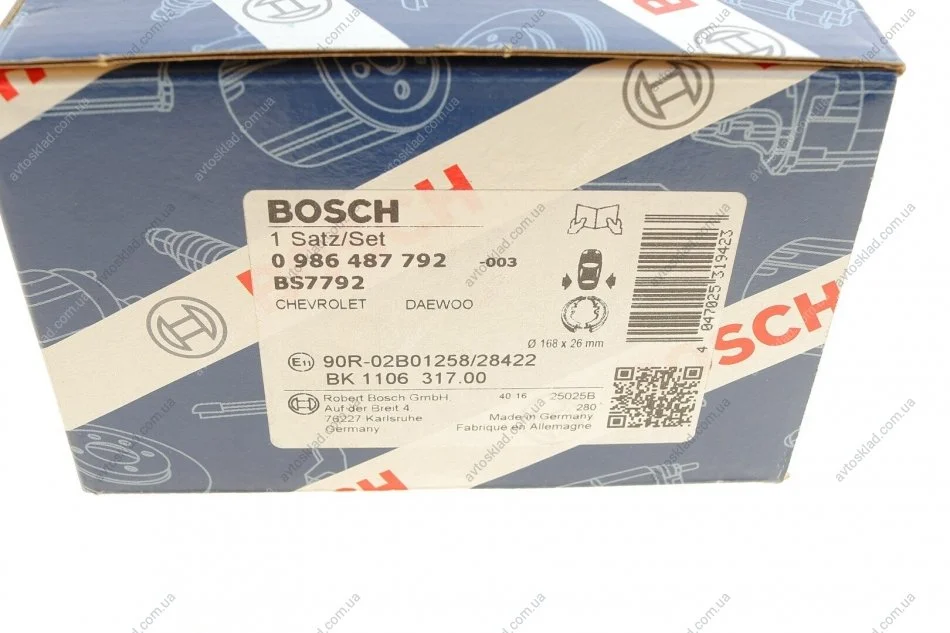 BOSCH
1 Satz/Set
0 986 487 792 -003
BS7792
CHEVROLET DAEWOO
Ø 168 x 26 mm
4 047025 319423
E11 90R-02B01258/28422
BK 1106 317.00
Robert Bosch GmbH.
Auf der Breit 4
76227 Karlsruhe
Germany
40 16 25025B
280
Made in Germany
Fabrique en Allemagne
BOSCH
BOSCH
BOSCH
avtosklad.com.ua